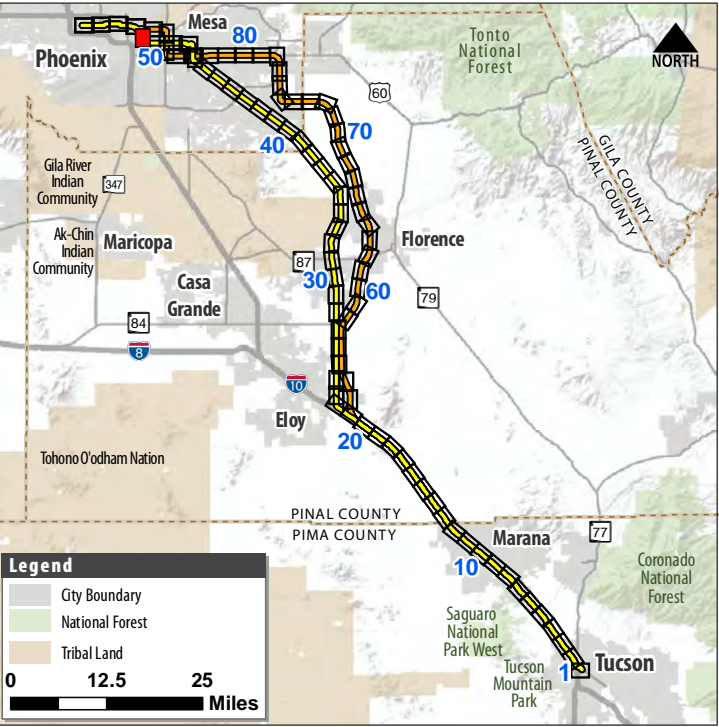 Mesa
80
Tonto
National
Forest
NORTH
Phoenix
50
60
70
40
GILA COUNTY
PINAL COUNTY
Gila River
Indian
Community
347
Ak-Chin
Indian
Community
Maricopa
Florence
87
30
60
Casa
Grande
79
84
8
10
Eloy
20
Tohono O'odham Nation
PINAL COUNTY
PIMA COUNTY
Marana
77
10
Coronado
National
Forest
Saguaro
National
Park West
Tucson
Mountain
Park
1
Tucson
Legend
City Boundary
National Forest
Tribal Land
0 12.5 25
Miles